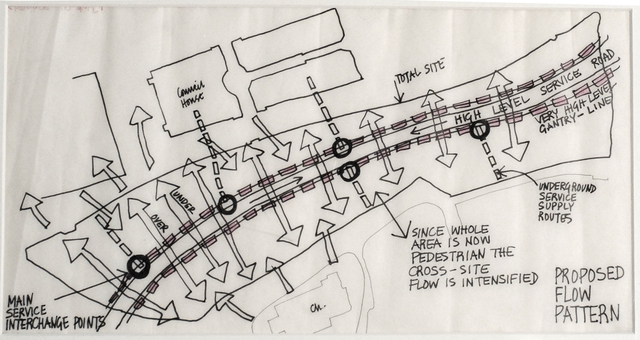 Council
House
TOTAL SITE
HIGH LEVEL SERVICE ROAD
VERY HIGH LEVEL
GANTRY-LINE
UNDER
OVER
UNDERGROUND
SERVICE
SUPPLY
ROUTES
SINCE WHOLE
AREA IS NOW
PEDESTRIAN THE
CROSS-SITE
FLOW IS INTENSIFIED
MAIN
SERVICE
INTERCHANGE POINTS
CH.
PROPOSED
FLOW
PATTERN